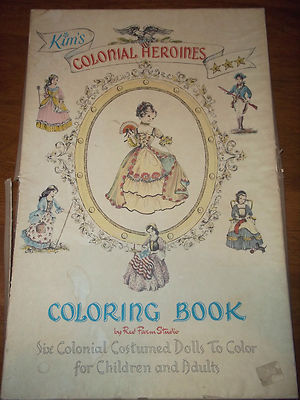 Kim's
COLONIAL HEROINES
COLORING BOOK
by Red Farm Studio
Six Colonial Costumed Dolls To Color
for Children and Adults